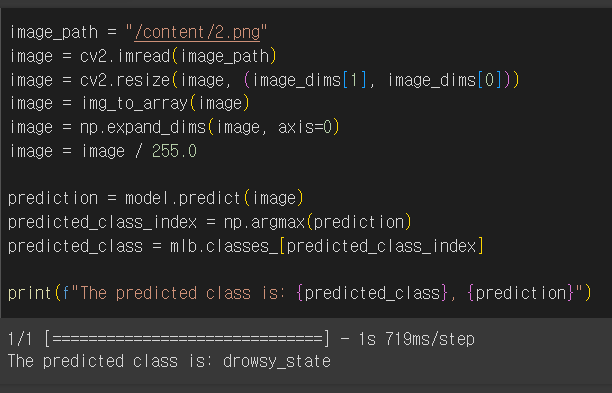 image_path = "/content/2.png"
image = cv2.imread(image_path)
image = cv2.resize(image, (image_dims[1], image_dims[0]))
image = img_to_array(image)
image = np.expand_dims(image, axis=0)
image = image / 255.0
prediction = model.predict(image)
predicted_class_index = np.argmax(prediction)
predicted_class = mlb.classes_[predicted_class_index]
print(f"The predicted class is: {predicted_class}, {prediction}")
1/1 [==============================] - 1s 719ms/step
The predicted class is: drowsy_state